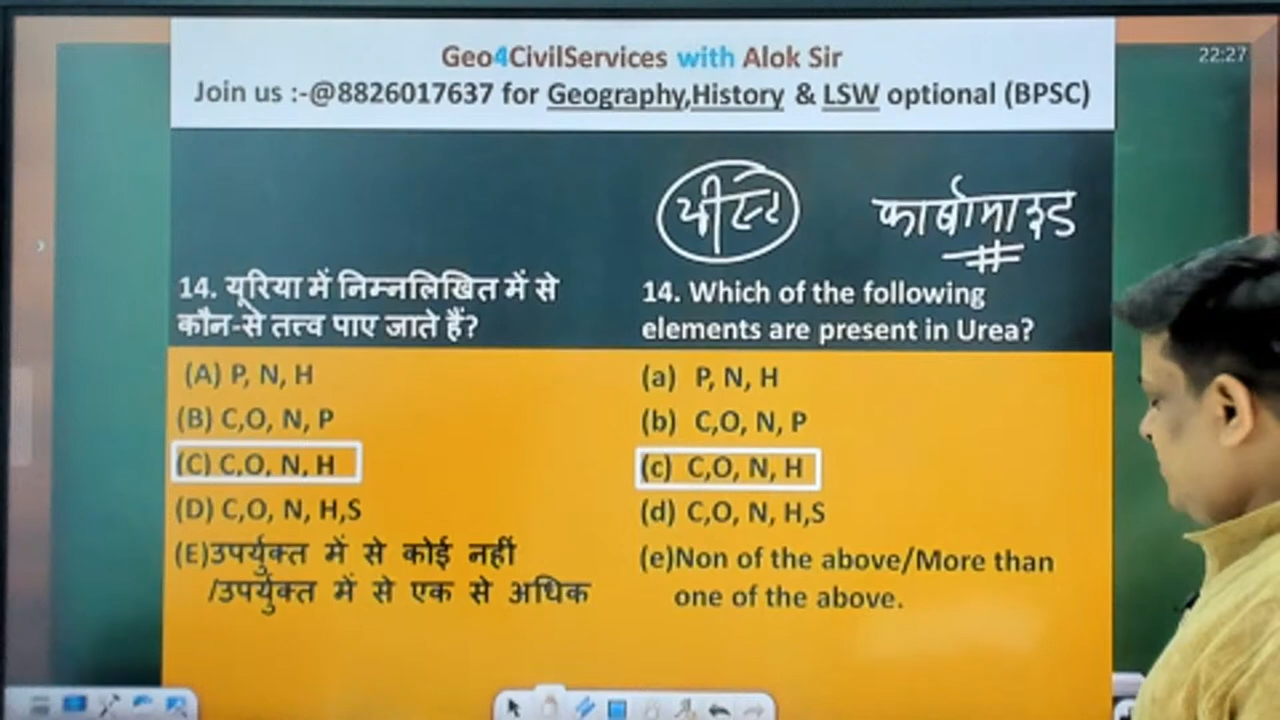 Geo4CivilServices with Alok Sir
Join us :-@8826017637 for Geography,History & LSW optional (BPSC)
22:27
कार्बामाइड
14. यूरिया में निम्नलिखित में से
कौन-से तत्त्व पाए जाते हैं?
(A) P, N, H
(B) C,O, N, P
(C) C,O, N, H
(D) C,O, N, H,S
(E)उपर्युक्त में से कोई नहीं
/उपर्युक्त में से एक से अधिक
14. Which of the following
elements are present in Urea?
(a) P, N, H
(b) C,O, N, P
(c) C,O, N, H
(d) C,O, N, H,S
(e)Non of the above/More than
one of the above.